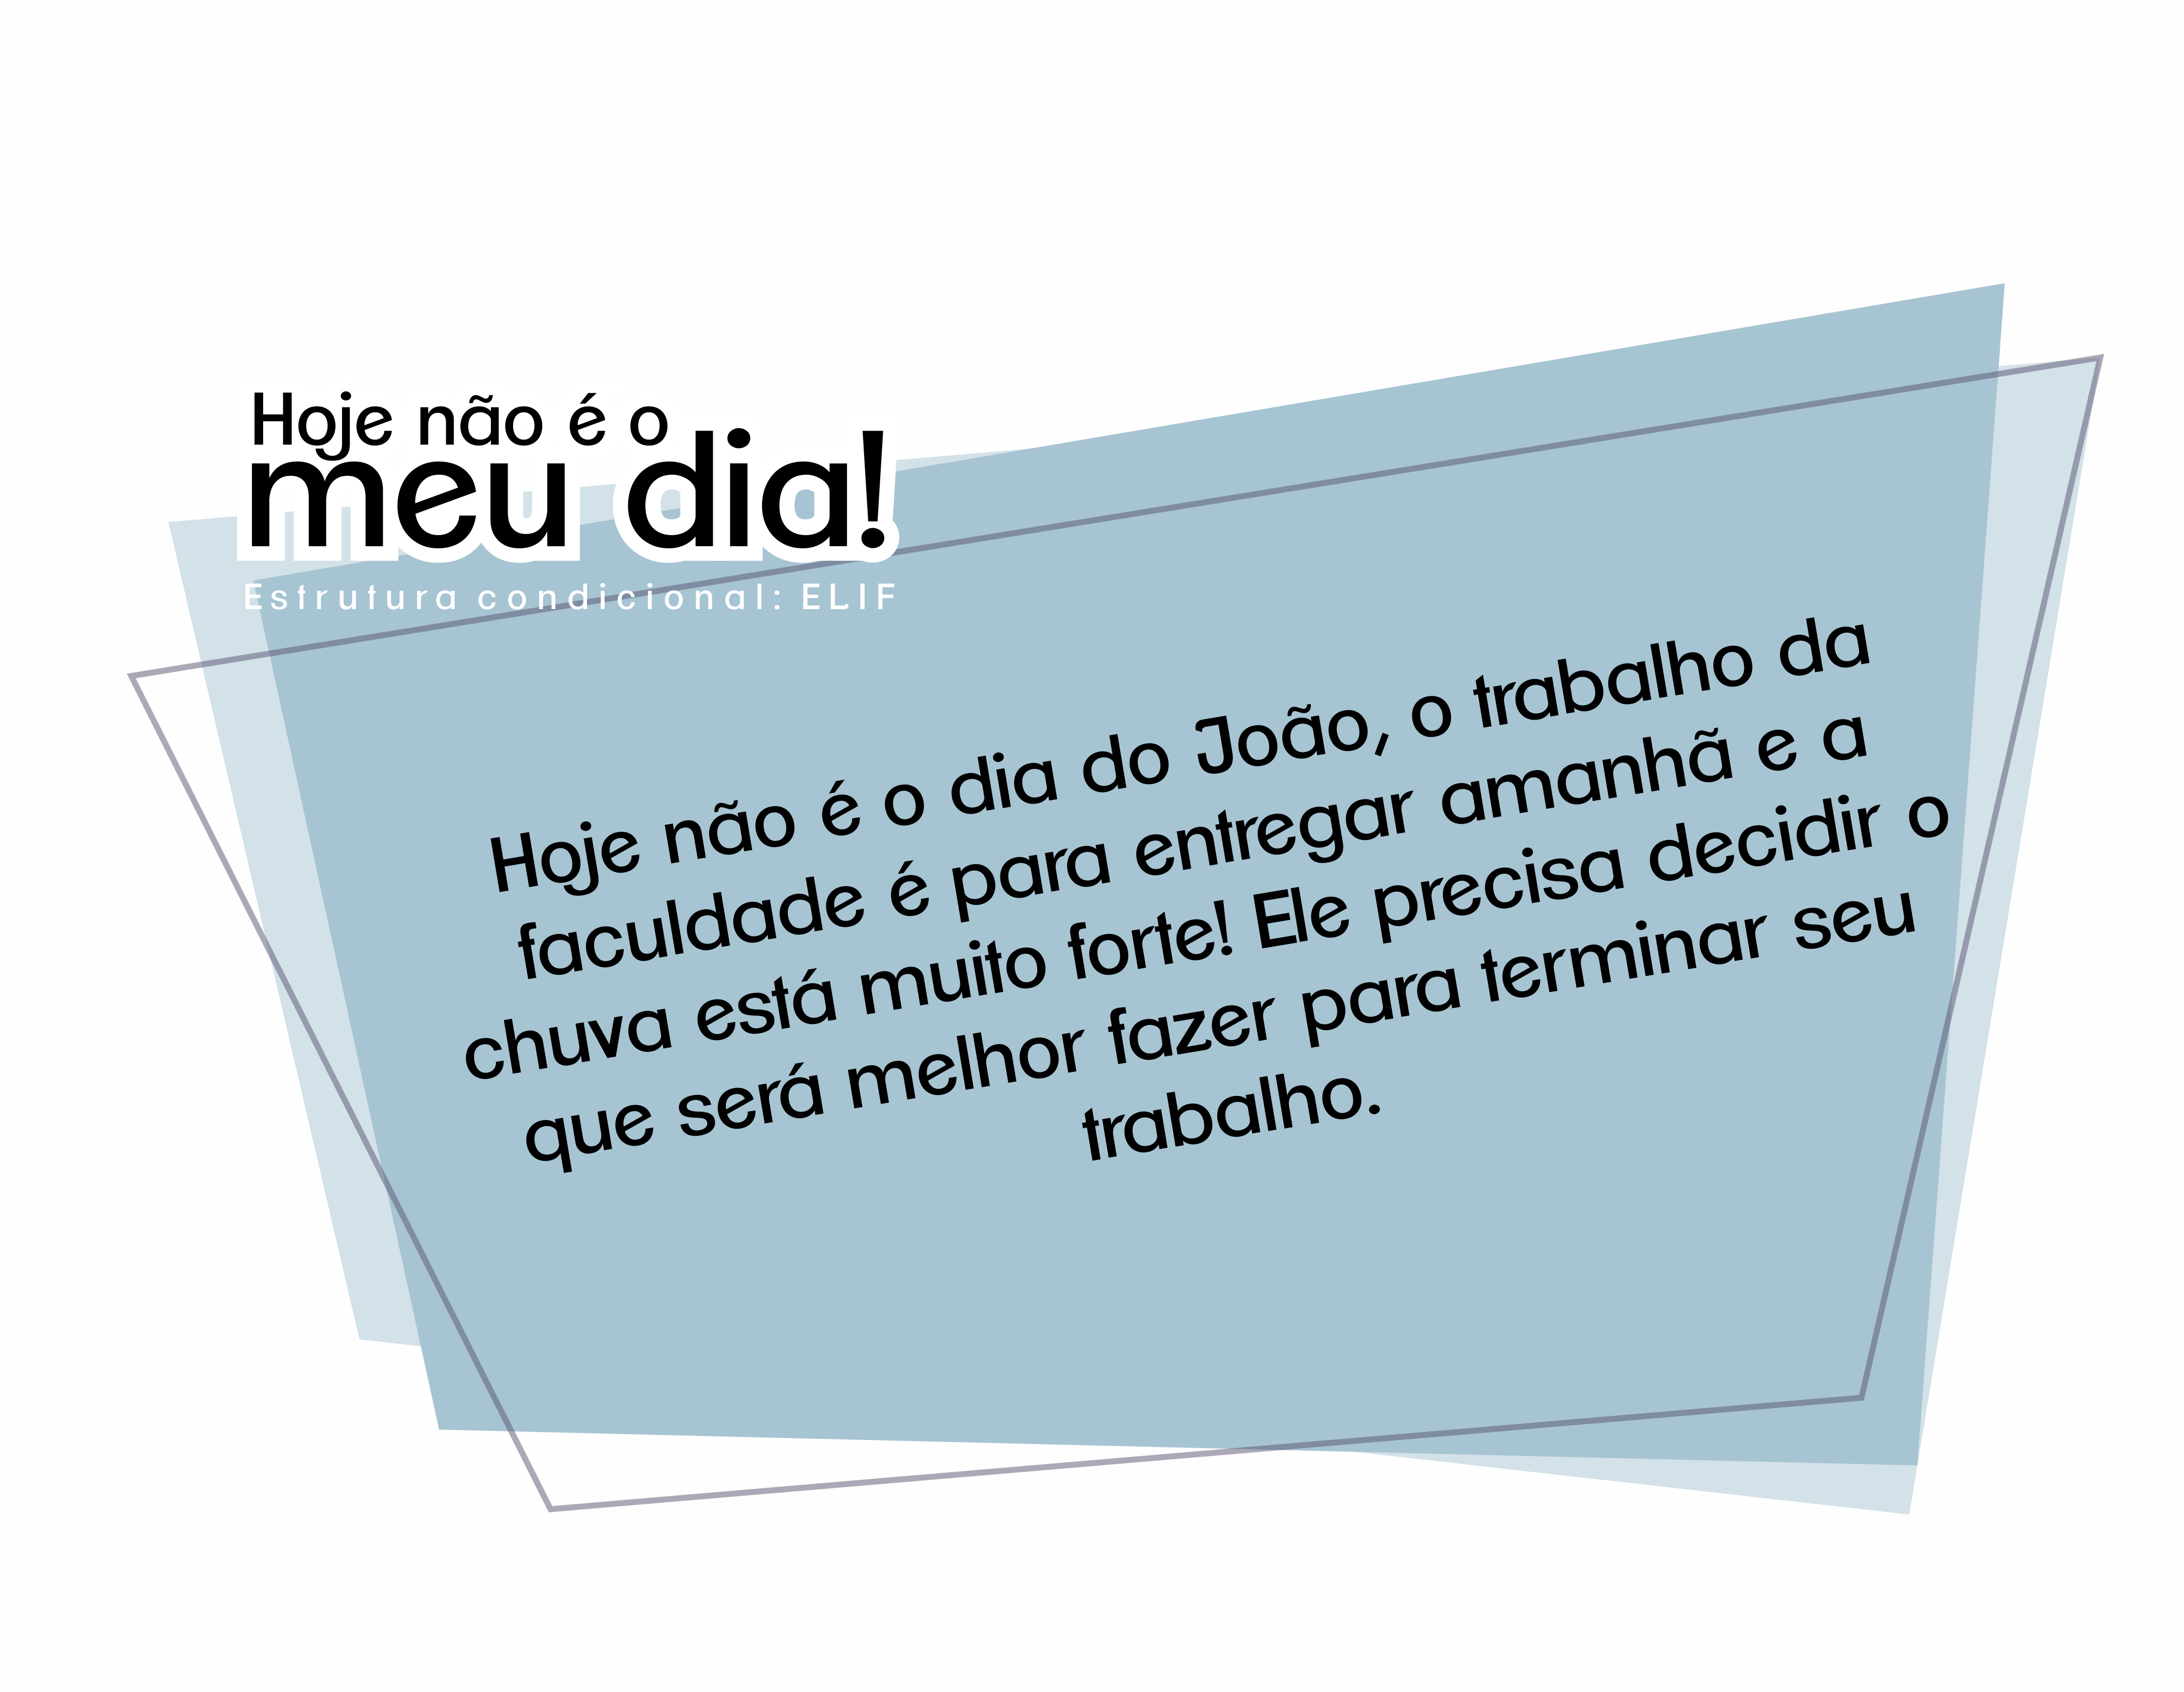 Hoje não é o
meu dia!
Estrutura condicional: ELIF
Hoje não é o dia do João, o trabalho da
faculdade é para entregar amanhã e a
chuva está muito forte! Ele precisa decidir o
que será melhor fazer para terminar seu
trabalho.